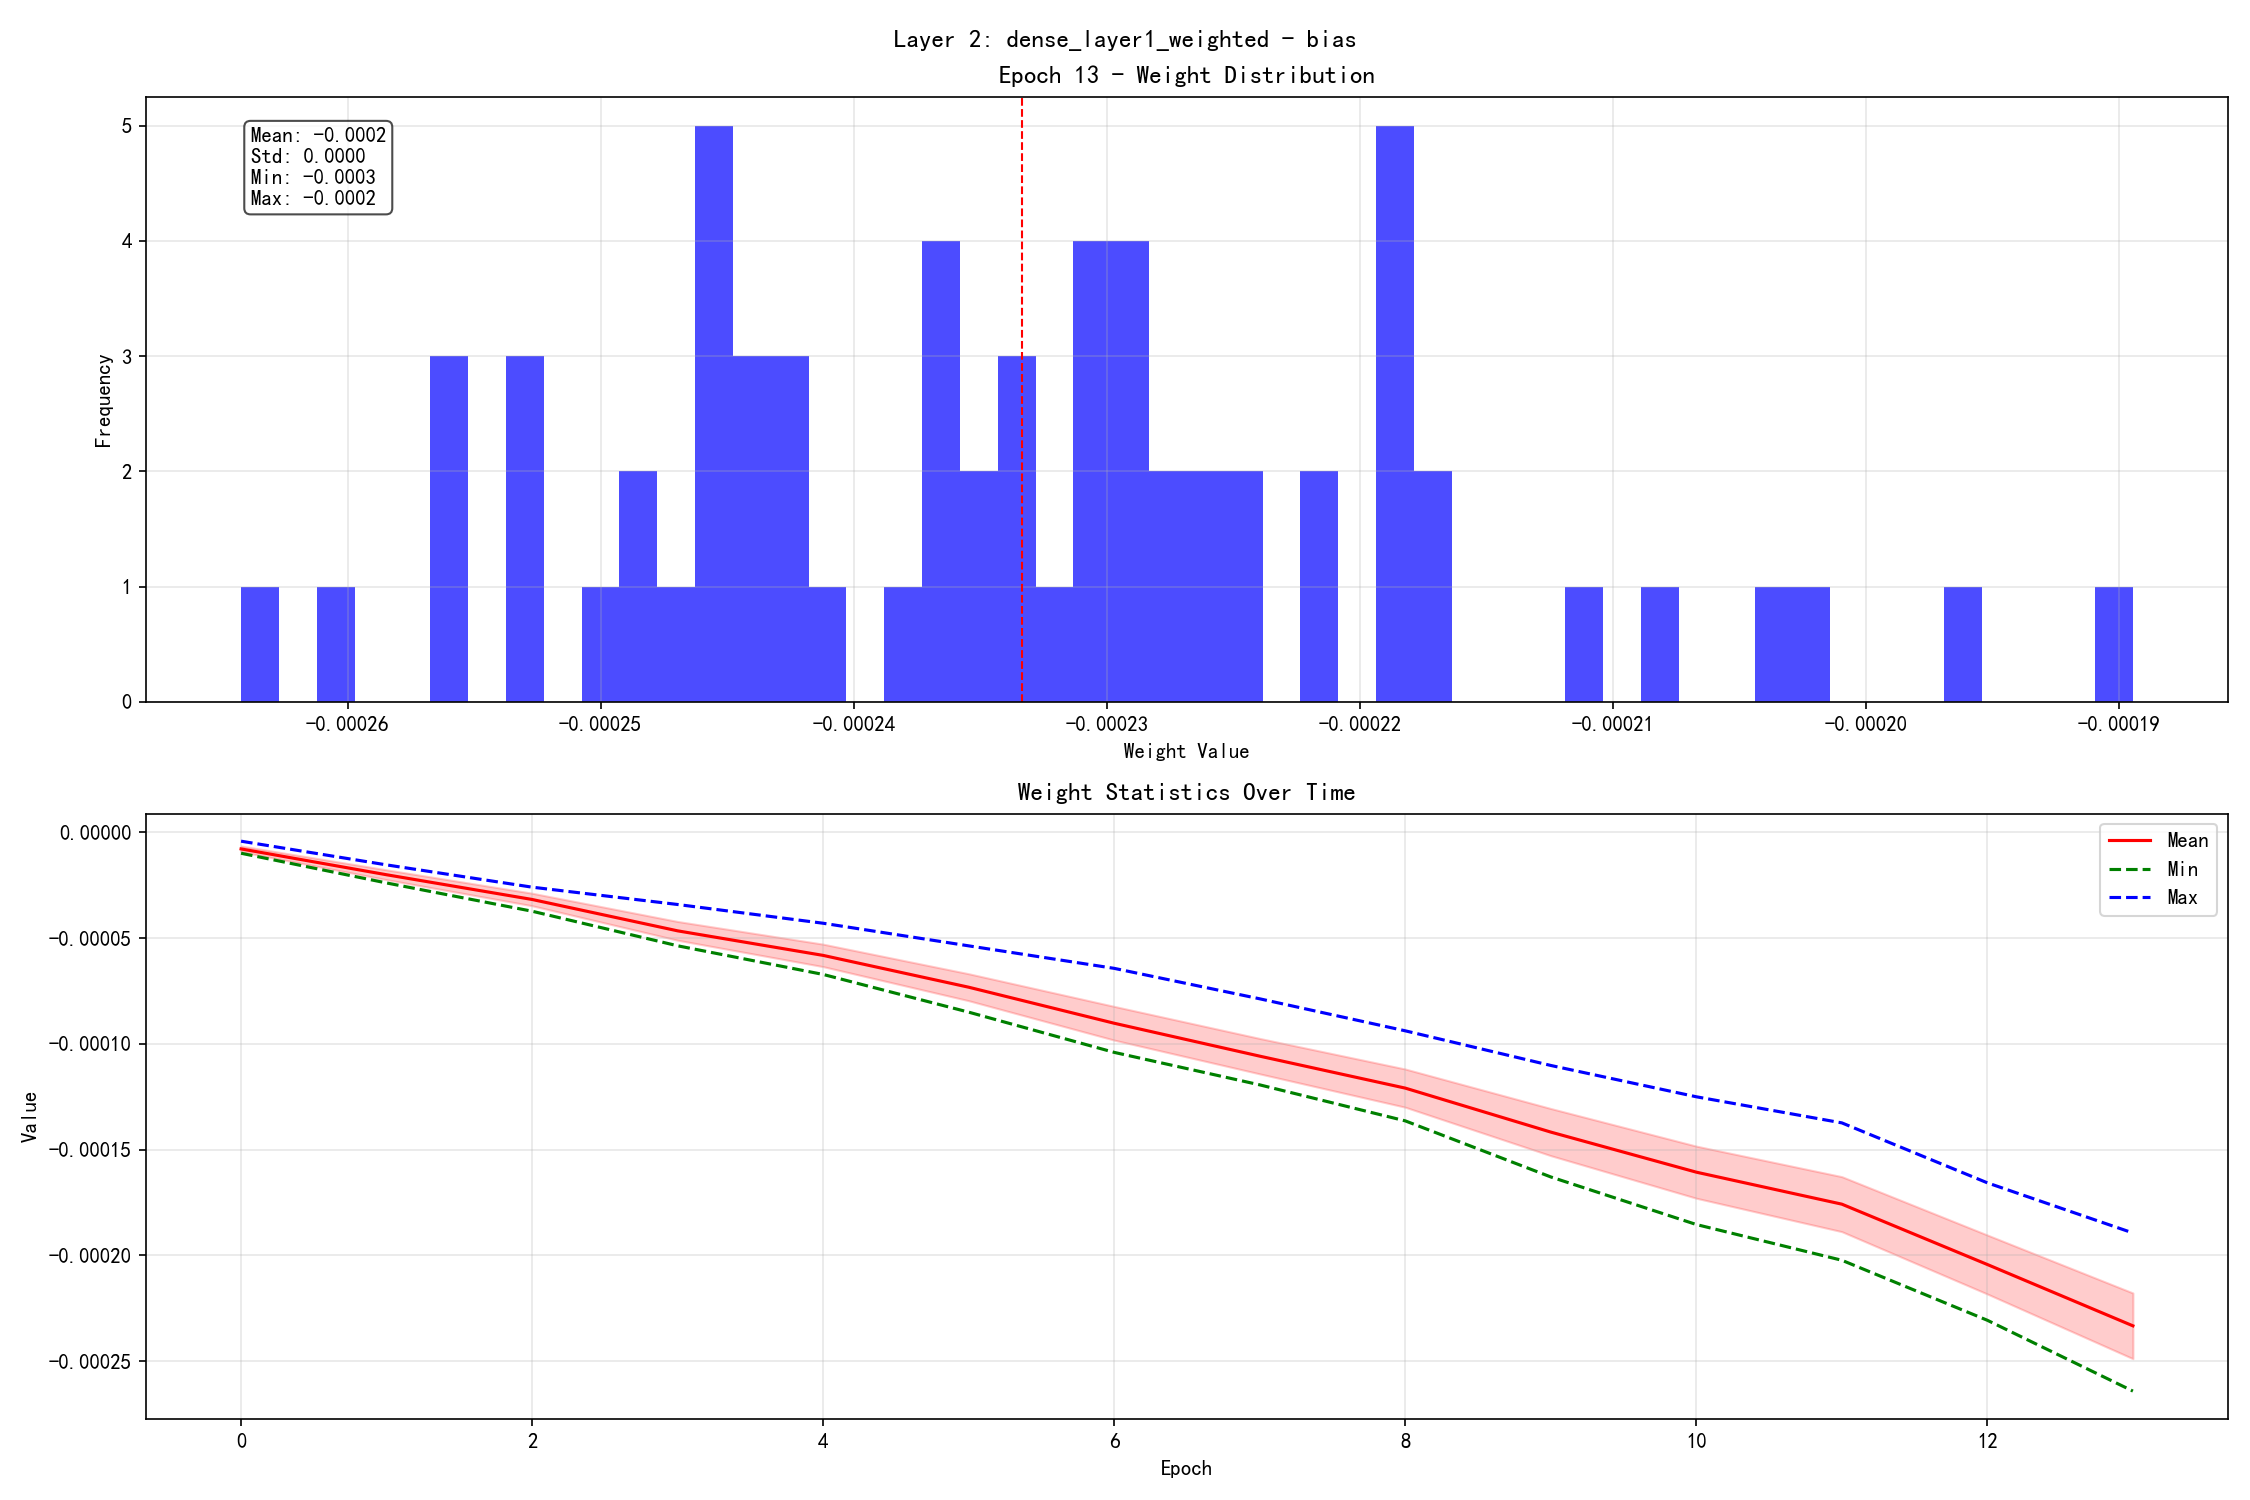 Layer 2: dense_layer1_weighted - bias
Epoch 13 - Weight Distribution
Mean: -0.0002
Std: 0.0000
Min: -0.0003
Max: -0.0002
5
4
3
2
1
0
Frequency
-0.00026 -0.00025 -0.00024 -0.00023 -0.00022 -0.00021 -0.00020 -0.00019
Weight Value
Weight Statistics Over Time
Mean
Min
Max
0.00000
-0.00005
-0.00010
-0.00015
-0.00020
-0.00025
Value
0 2 4 6 8 10 12
Epoch